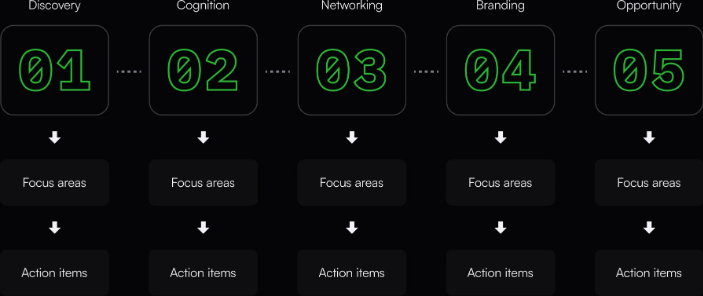 Discovery Cognition Networking Branding Opportunity
01 02 03 04 05
Focus areas Focus areas Focus areas Focus areas Focus areas
Action items Action items Action items Action items Action items